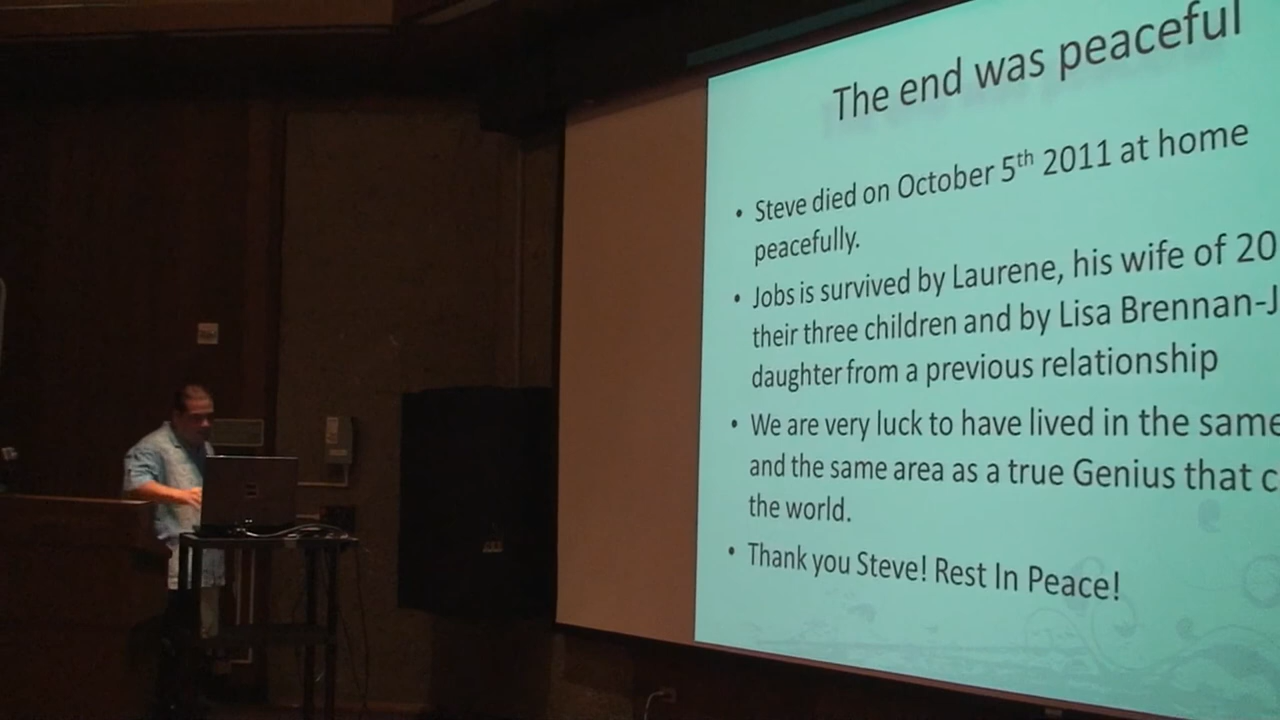 The end was peaceful
• Steve died on October 5th 2011 at home
peacefully.
• Jobs is survived by Laurene, his wife of 20
their three children and by Lisa Brennan-J
daughter from a previous relationship
• We are very luck to have lived in the same
and the same area as a true Genius that c
the world.
• Thank you Steve! Rest In Peace!